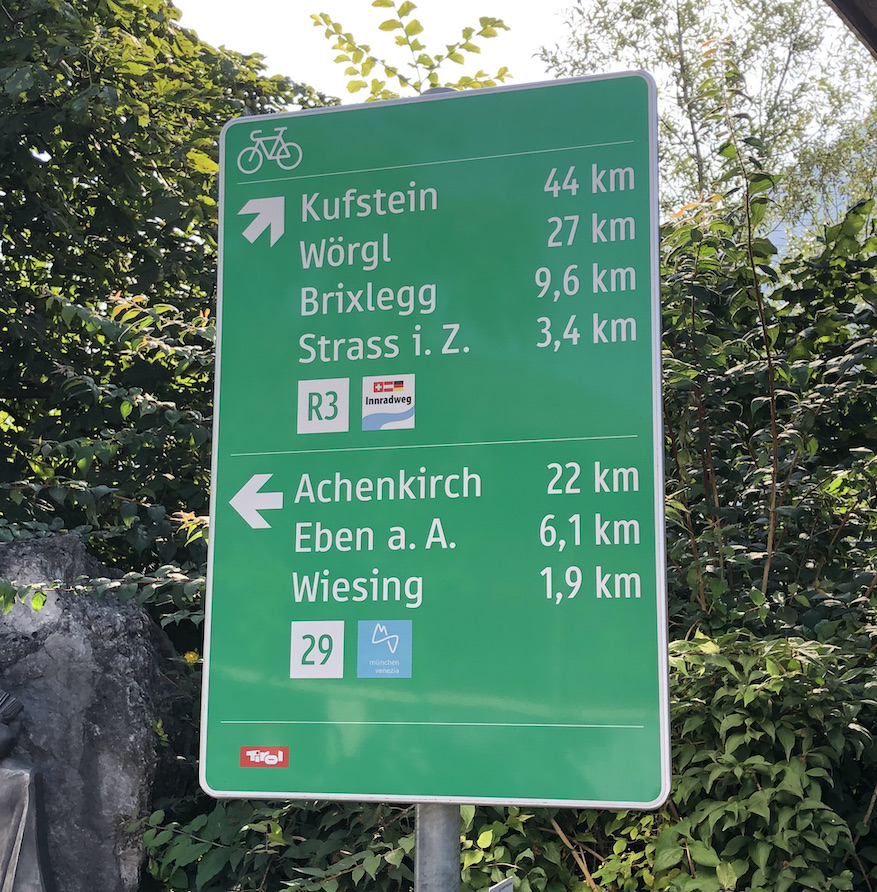 Kufstein 44 km
Wörgl 27 km
Brixlegg 9,6 km
Strass i. Z. 3,4 km
R3 Innradweg
Achenkirch 22 km
Eben a. A. 6,1 km
Wiesing 1,9 km
29 münchen
venezia
Tirol